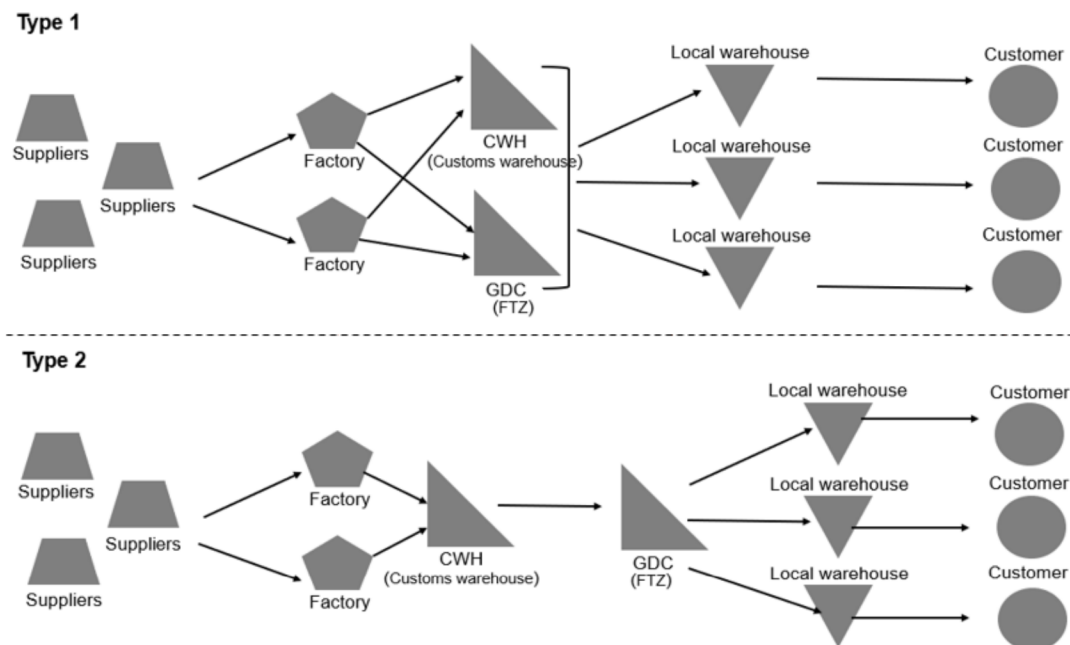 Type 1
Suppliers
Suppliers
Suppliers
Factory
Factory
CWH
(Customs warehouse)
GDC
(FTZ)
Local warehouse
Local warehouse
Local warehouse
Customer
Customer
Customer
Type 2
Suppliers
Suppliers
Suppliers
Factory
Factory
CWH
(Customs warehouse)
GDC
(FTZ)
Local warehouse
Local warehouse
Local warehouse
Customer
Customer
Customer